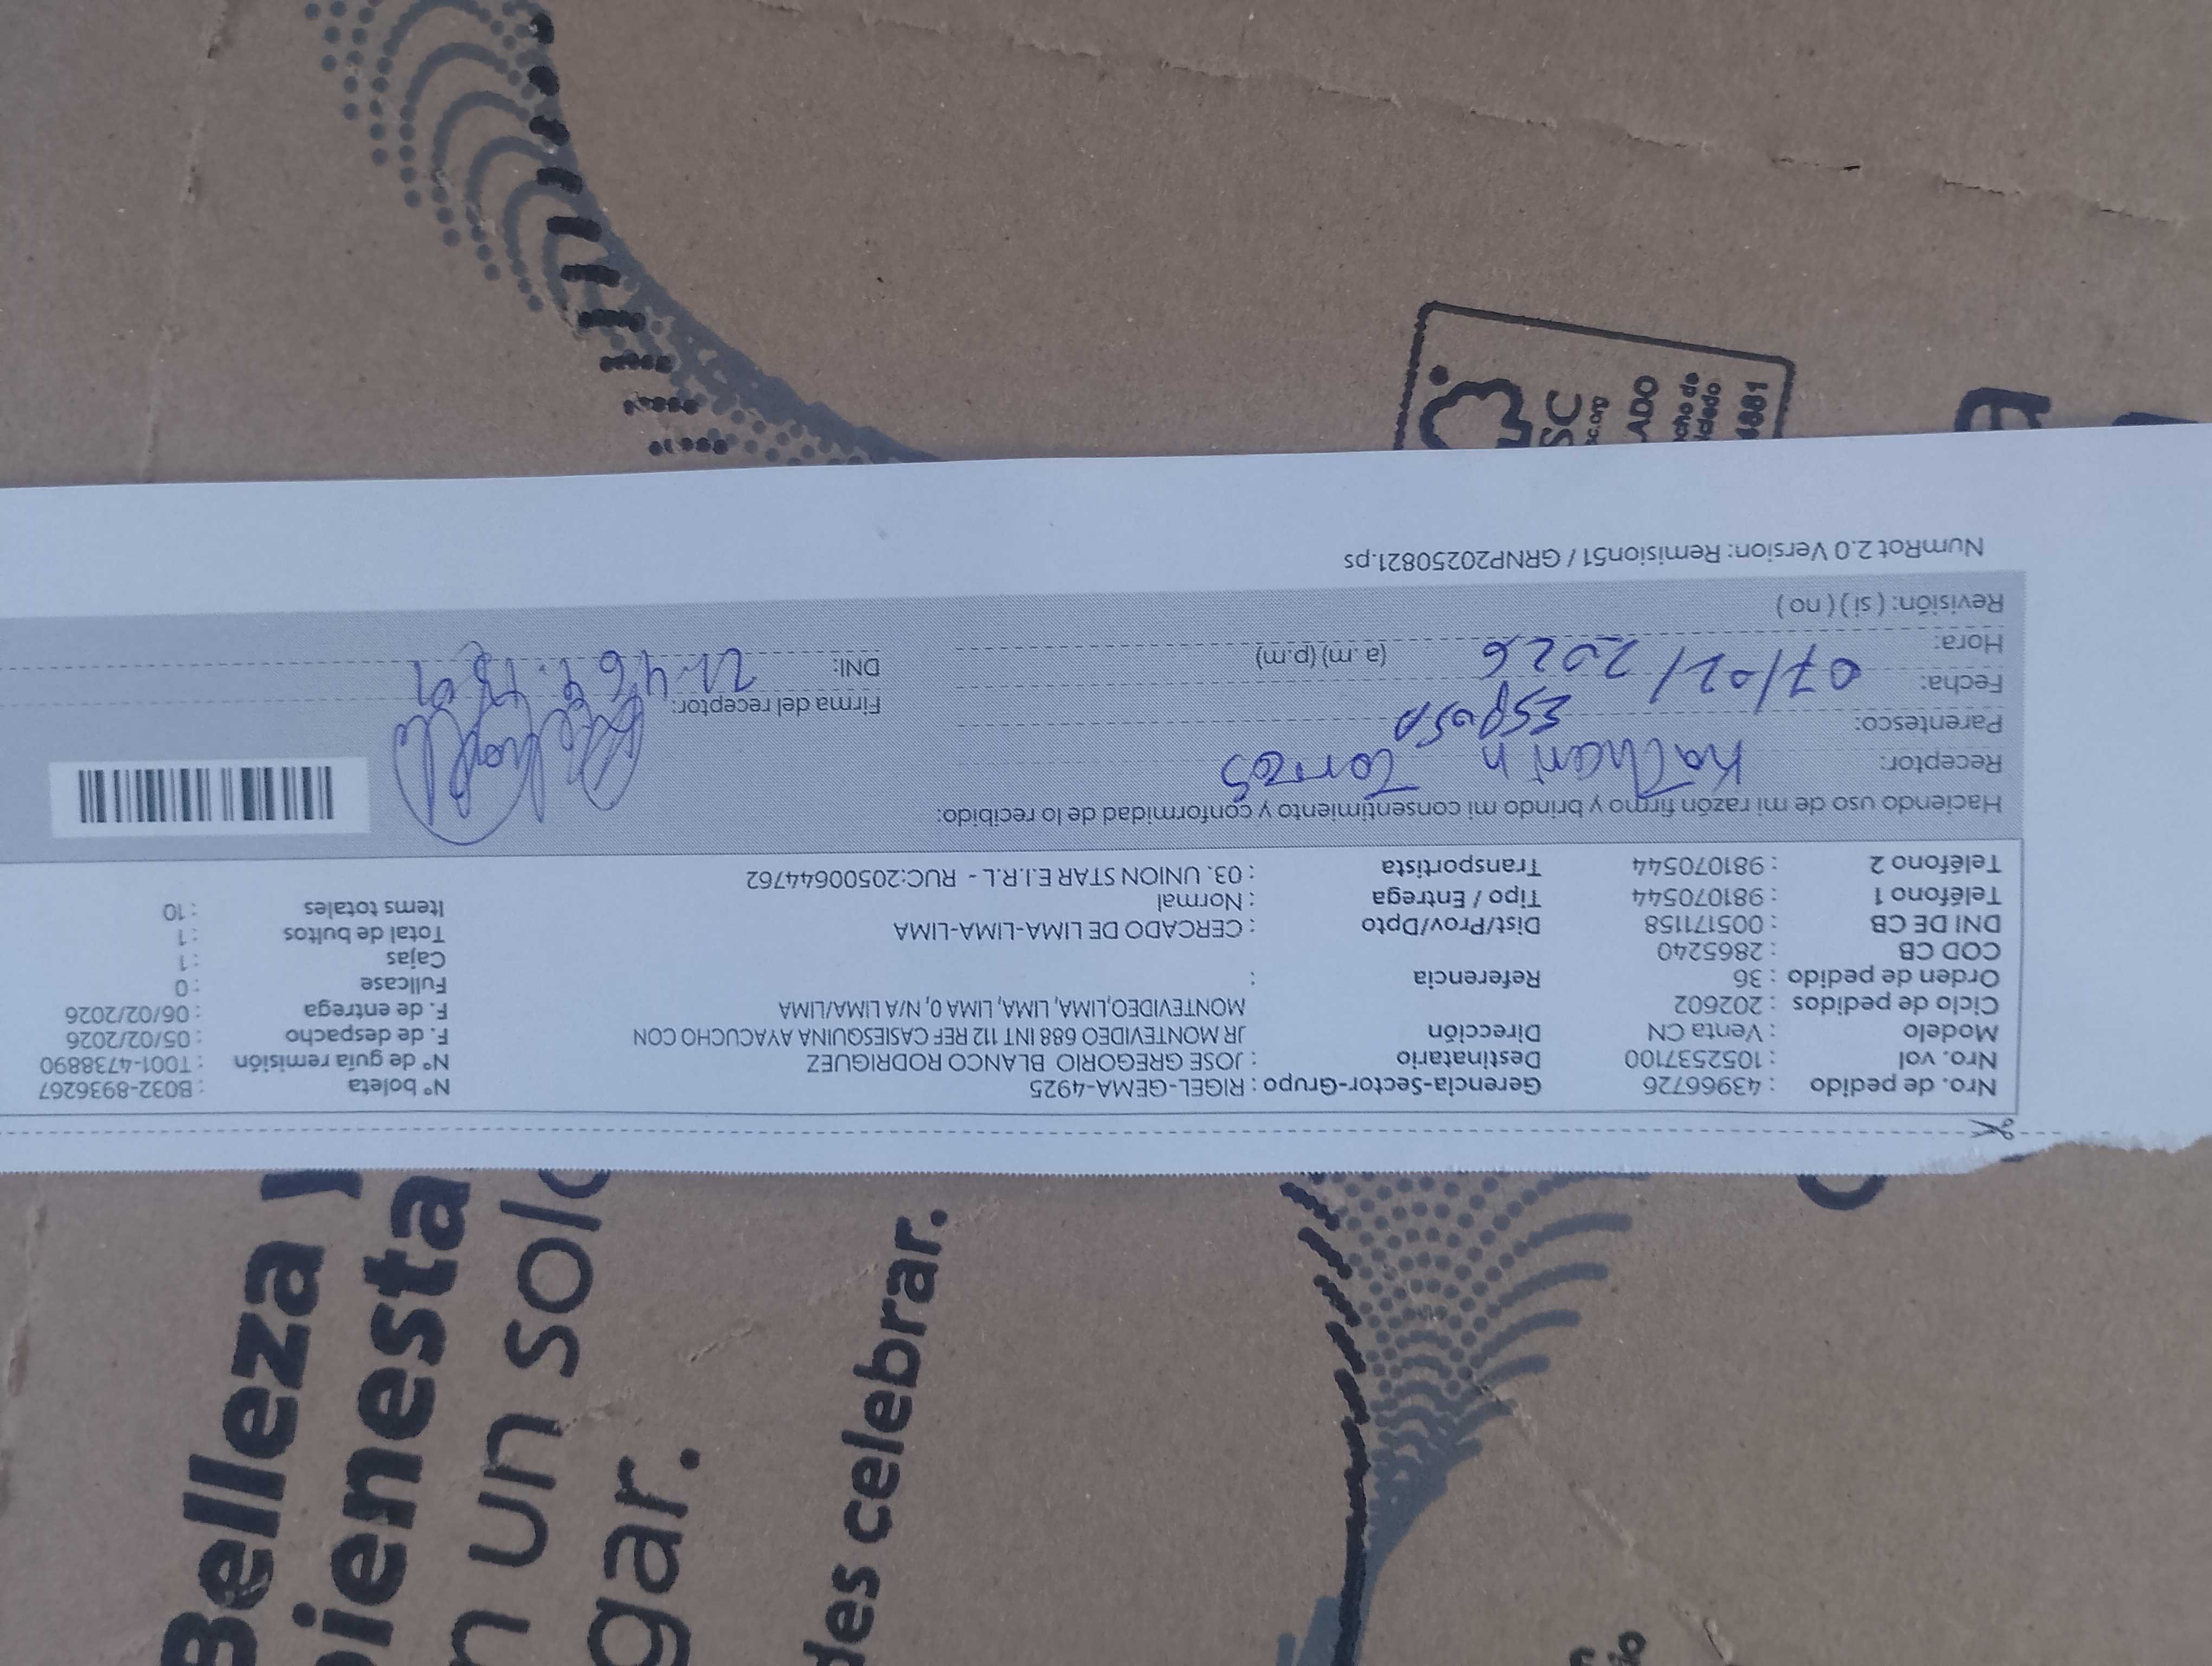 Nro. de pedido : 43966726 Gerencia-Sector-Grupo : RIGEL-GEMA-4925 Nº boleta : B032-8936267
Nro. vol : 1052537100 Destinatario : JOSE GREGORIO BLANCO RODRIGUEZ Nº de guía remisión : T001-4738890
Modelo : Venta CN Dirección JR MONTEVIDEO 688 INT 112 REF CASIESQUINA AYACUCHO CON F. de despacho : 05/02/2026
Ciclo de pedidos : 202602 MONTEVIDEO,LIMA, LIMA, LIMA 0, N/A LIMA/LIMA F. de entrega : 06/02/2026
Orden de pedido : 36 Referencia : Fullcase : 0
COD CB : 2865240 Cajas : 1
DNI DE CB : 005171158 Dist/Prov/Dpto : CERCADO DE LIMA-LIMA-LIMA Total de bultos : 1
Teléfono 1 : 981070544 Tipo / Entrega : Normal Items totales : 10
Teléfono 2 : 981070544 Transportista : 03. UNION STAR E.I.R.L - RUC:20500644762
Haciendo uso de mi razón firmo y brindo mi consentimiento y conformidad de lo recibido:
Receptor: Katherin Torres
Parentesco: Esposa Firma del receptor:
Fecha: 07/02/2026 DNI:
Hora: (a.m) (p.m)
Revisión: ( si ) ( no )
NumRot 2.0 Version: Remision51 / GRNP20250821.ps
Belleza
bienesta
un solo
gar.
des celebrar.